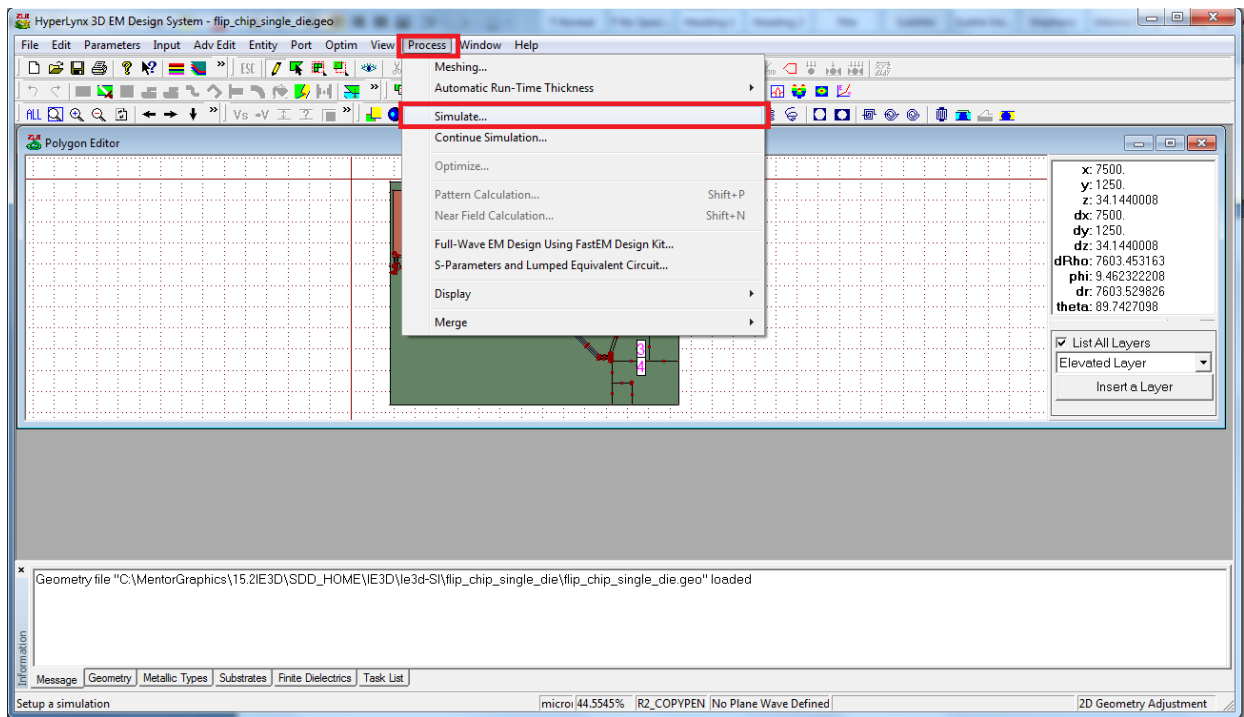 HyperLynx 3D EM Design System - flip_chip_single_die.geo
File Edit Parameters Input Adv Edit Entity Port Optim View Process Window Help
Meshing...
Automatic Run-Time Thickness
Simulate...
Continue Simulation...
Optimize...
Pattern Calculation... Shift+P
Near Field Calculation... Shift+N
Full-Wave EM Design Using FastEM Design Kit...
S-Parameters and Lumped Equivalent Circuit...
Display
Merge
ESC
ALL Vs
Polygon Editor
3
4
x: 7500.
y: 1250.
z: 34.1440008
dx: 7500.
dy: 1250.
dz: 34.1440008
dRho: 7603.453163
phi: 9.462322208
dr: 7603.529826
theta: 89.7427098
List All Layers
Elevated Layer
Insert a Layer
Geometry file "C:\MentorGraphics\15.2IE3D\SDD_HOME\IE3D\Ie3d-SI\flip_chip_single_die\flip_chip_single_die.geo" loaded
Information
Message Geometry Metallic Types Substrates Finite Dielectrics Task List
Setup a simulation micror 44.5545% R2_COPYPEN No Plane Wave Defined 2D Geometry Adjustment